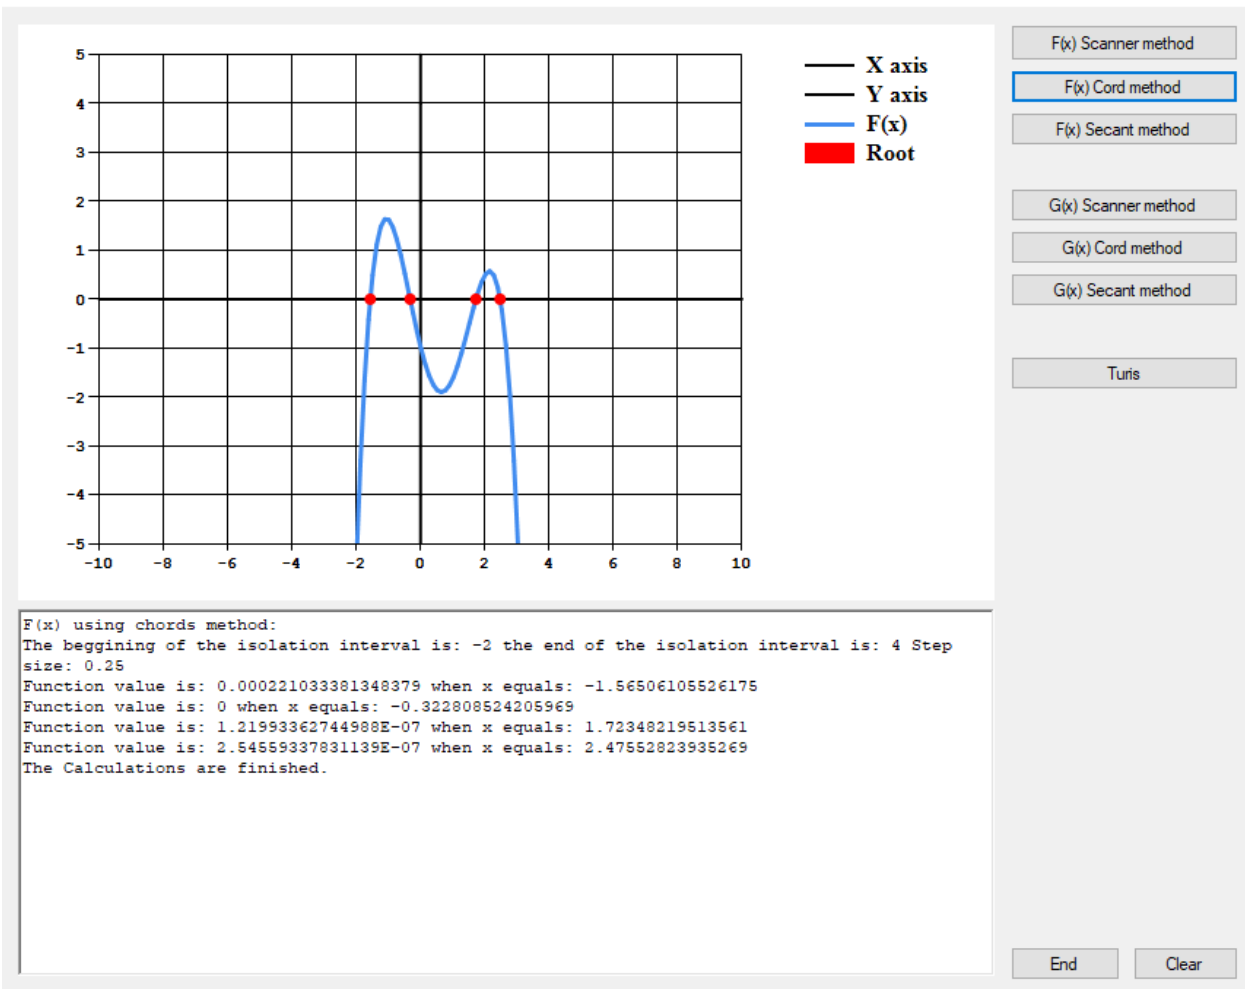 5
4
3
2
1
0
-1
-2
-3
-4
-5
-10 -8 -6 -4 -2 0 2 4 6 8 10
X axis
Y axis
F(x)
Root
F(x) Scanner method
F(x) Cord method
F(x) Secant method
G(x) Scanner method
G(x) Cord method
G(x) Secant method
Turis
F(x) using chords method:
The beggining of the isolation interval is: -2 the end of the isolation interval is: 4 Step
size: 0.25
Function value is: 0.000221033381348379 when x equals: -1.56506105526175
Function value is: 0 when x equals: -0.322808524205969
Function value is: 1.21993362744988E-07 when x equals: 1.72348219513561
Function value is: 2.54559337831139E-07 when x equals: 2.47552823935269
The Calculations are finished.
End
Clear